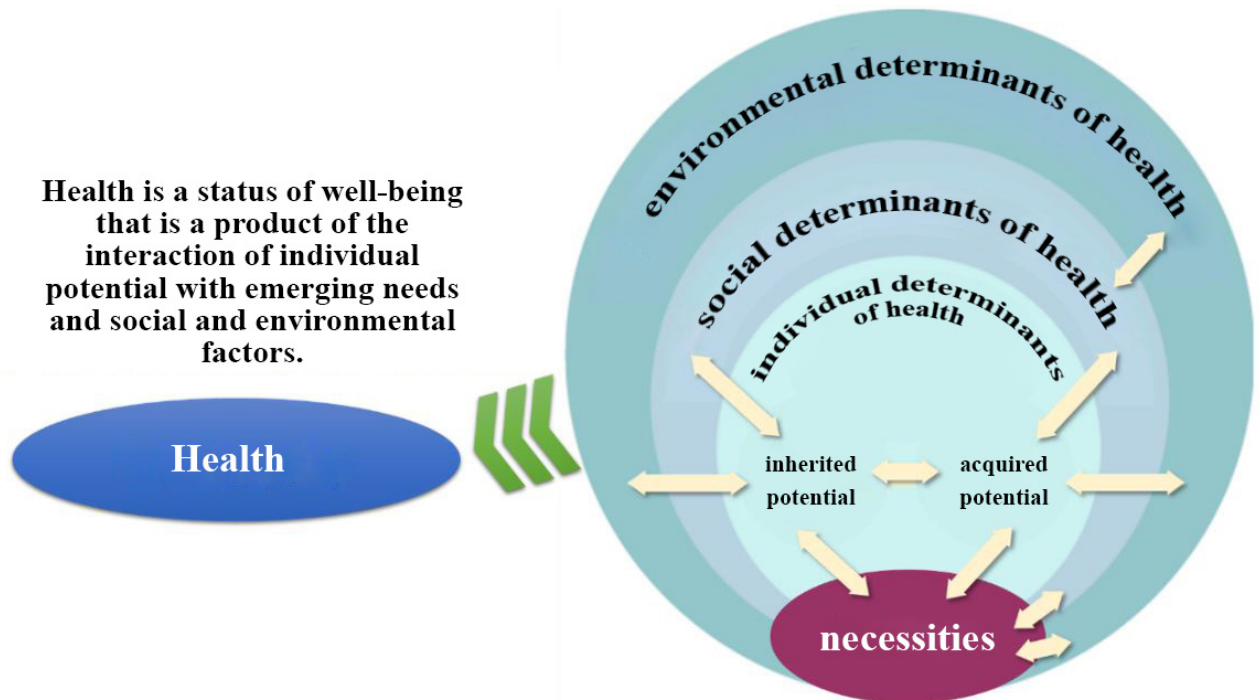 Health is a status of well-being
that is a product of the
interaction of individual
potential with emerging needs
and social and environmental
factors.
Health
environmental determinants of health
social determinants of health
individual determinants
of health
inherited
potential
acquired
potential
necessities